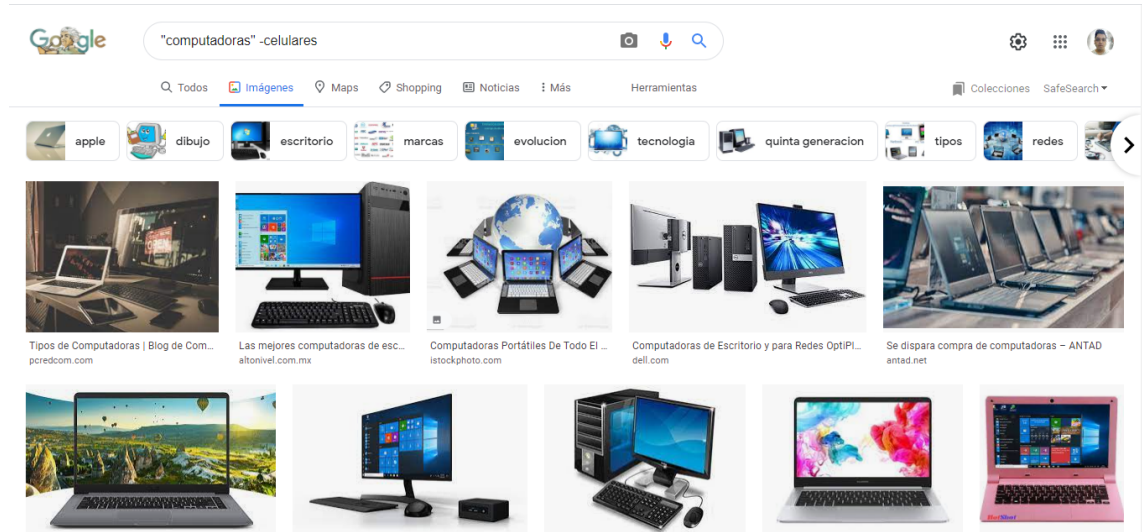 Google
"computadoras" -celulares
Todos Imágenes Maps Shopping Noticias Más Herramientas Colecciones SafeSearch
apple dibujo escritorio marcas evolucion tecnologia quinta generacion tipos redes
Tipos de Computadoras | Blog de Com...
pcredcom.com
Las mejores computadoras de esc...
altonivel.com.mx
Computadoras Portátiles De Todo El ...
istockphoto.com
Computadoras de Escritorio y para Redes OptiPl...
dell.com
Se dispara compra de computadoras – ANTAD
antad.net